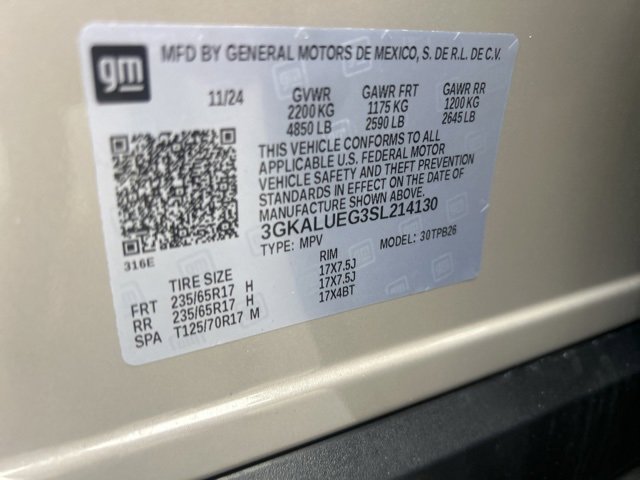 gm MFD BY GENERAL MOTORS DE MEXICO, S. DE R.L. DE C.V.
11/24 GVWR GAWR FRT GAWR RR
2200 KG 1175 KG 1200 KG
4850 LB 2590 LB 2645 LB
THIS VEHICLE CONFORMS TO ALL
APPLICABLE U.S. FEDERAL MOTOR
VEHICLE SAFETY AND THEFT PREVENTION
STANDARDS IN EFFECT ON THE DATE OF
MANUFACTURE SHOWN ABOVE.
3GKALUEG3SL214130
TYPE: MPV MODEL: 30TPB26
316E
TIRE SIZE RIM
FRT 235/65R17 H 17X7.5J
RR 235/65R17 H 17X7.5J
SPA T125/70R17 M 17X4BT